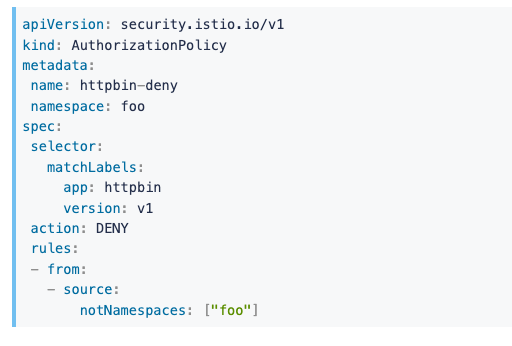 apiVersion: security.istio.io/v1
kind: AuthorizationPolicy
metadata:
 name: httpbin-deny
 namespace: foo
spec:
 selector:
   matchLabels:
     app: httpbin
     version: v1
 action: DENY
 rules:
 - from:
   - source:
       notNamespaces: ["foo"]